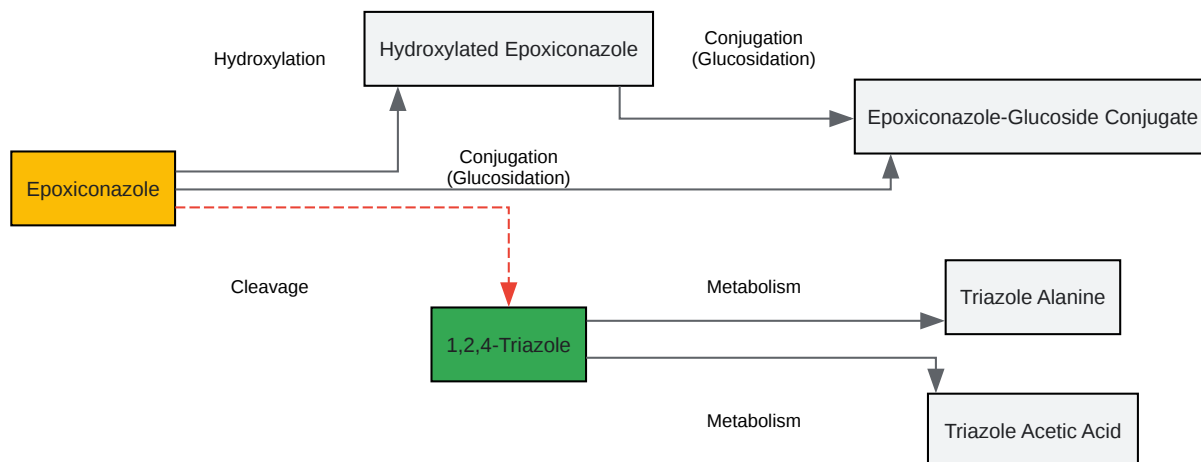 Hydroxylation
Hydroxylated Epoxiconazole
Conjugation
(Glucosidation)
Epoxiconazole-Glucoside Conjugate
Epoxiconazole
Conjugation
(Glucosidation)
Cleavage
1,2,4-Triazole
Metabolism
Triazole Alanine
Metabolism
Triazole Acetic Acid